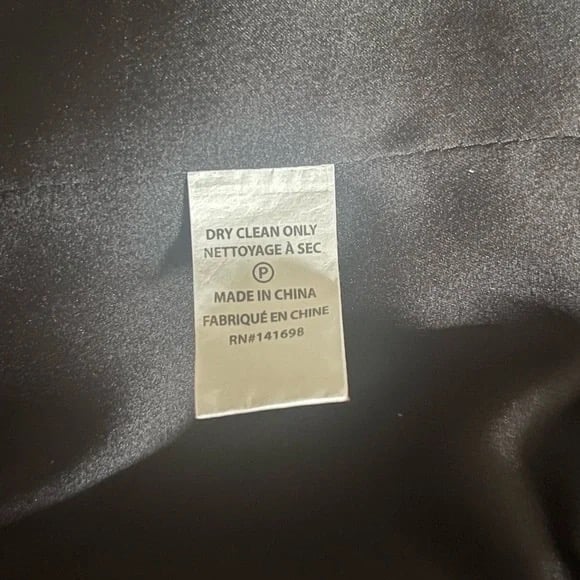 DRY CLEAN ONLY
NETTOYAGE À SEC
P
MADE IN CHINA
FABRIQUÉ EN CHINE
RN#141698